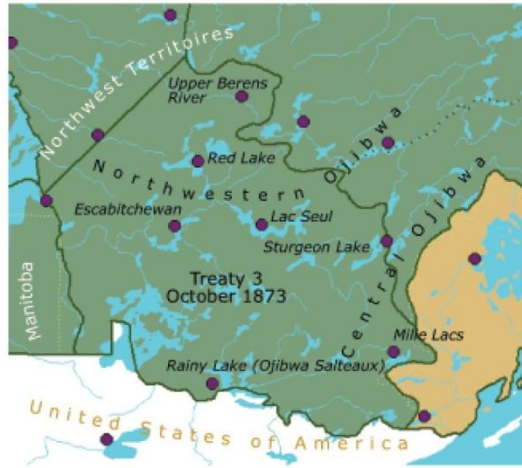 Northwest Territoires
Upper Berens
River
Red Lake
Northwestern Ojibwa
Escabitchewan
Lac Seul
Sturgeon Lake
Central Ojibwa
Treaty 3
October 1873
Manitoba
Mille Lacs
Rainy Lake (Ojibwa Salteaux)
United States of America